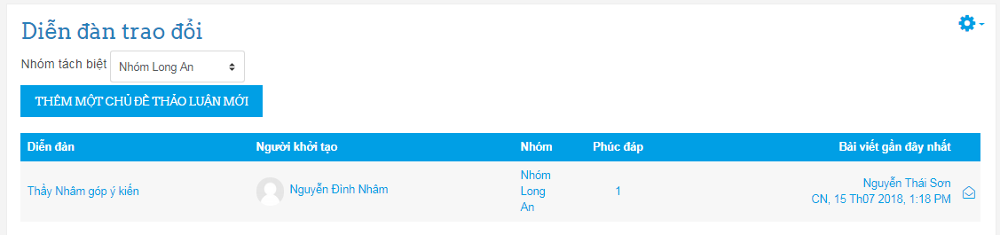 Diễn đàn trao đổi
Nhóm tách biệt Nhóm Long An
THÊM MỘT CHỦ ĐỀ THẢO LUẬN MỚI
Diễn đàn Người khởi tạo Nhóm Phúc đáp Bài viết gần đây nhất
Thầy Nhâm góp ý kiến Nguyễn Đình Nhâm Nhóm Long An 1 Nguyễn Thái Sơn
CN, 15 Th07 2018, 1:18 PM